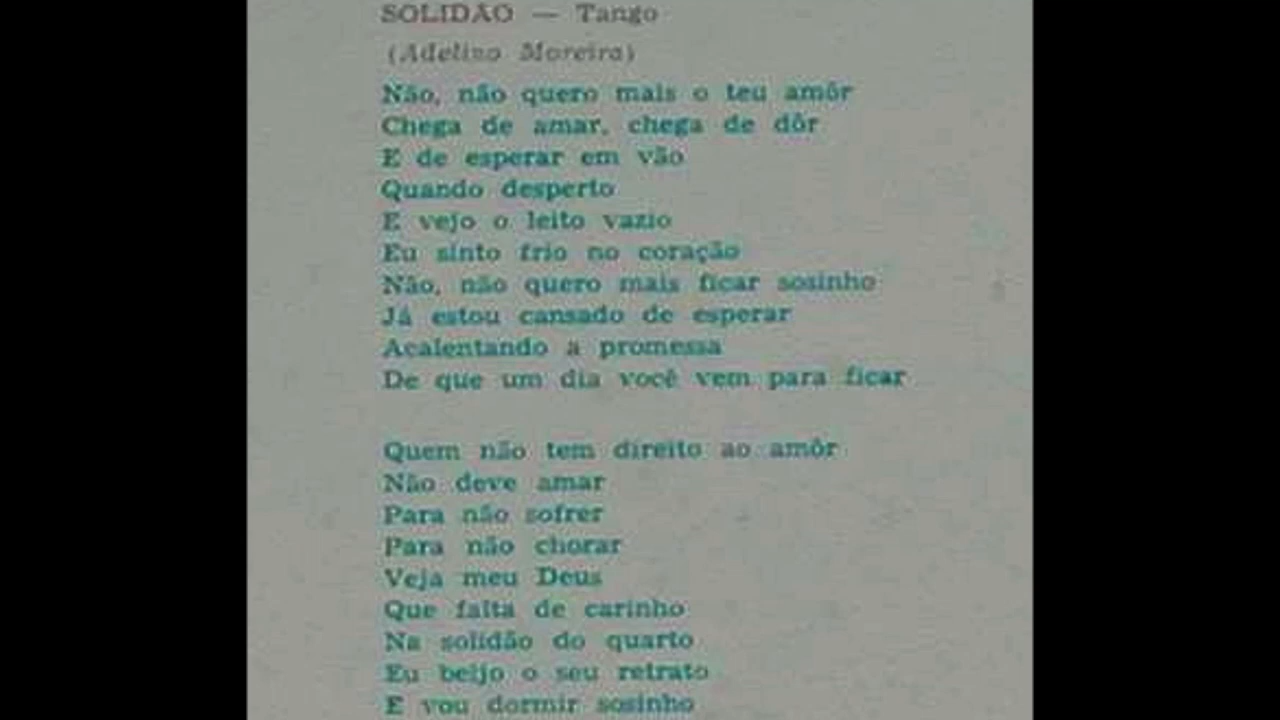 SOLIDÃO — Tango
(Adelino Moreira)
Não, não quero mais o teu amôr
Chega de amar, chega de dôr
E de esperar em vão
Quando desperto
E vejo o leito vazio
Eu sinto frio no coração
Não, não quero mais ficar sosinho
Já estou cansado de esperar
Acalentando a promessa
De que um dia você vem para ficar
Quem não tem direito ao amôr
Não deve amar
Para não sofrer
Para não chorar
Veja meu Deus
Que falta de carinho
Na solidão do quarto
Eu beijo o seu retrato
E vou dormir sosinho